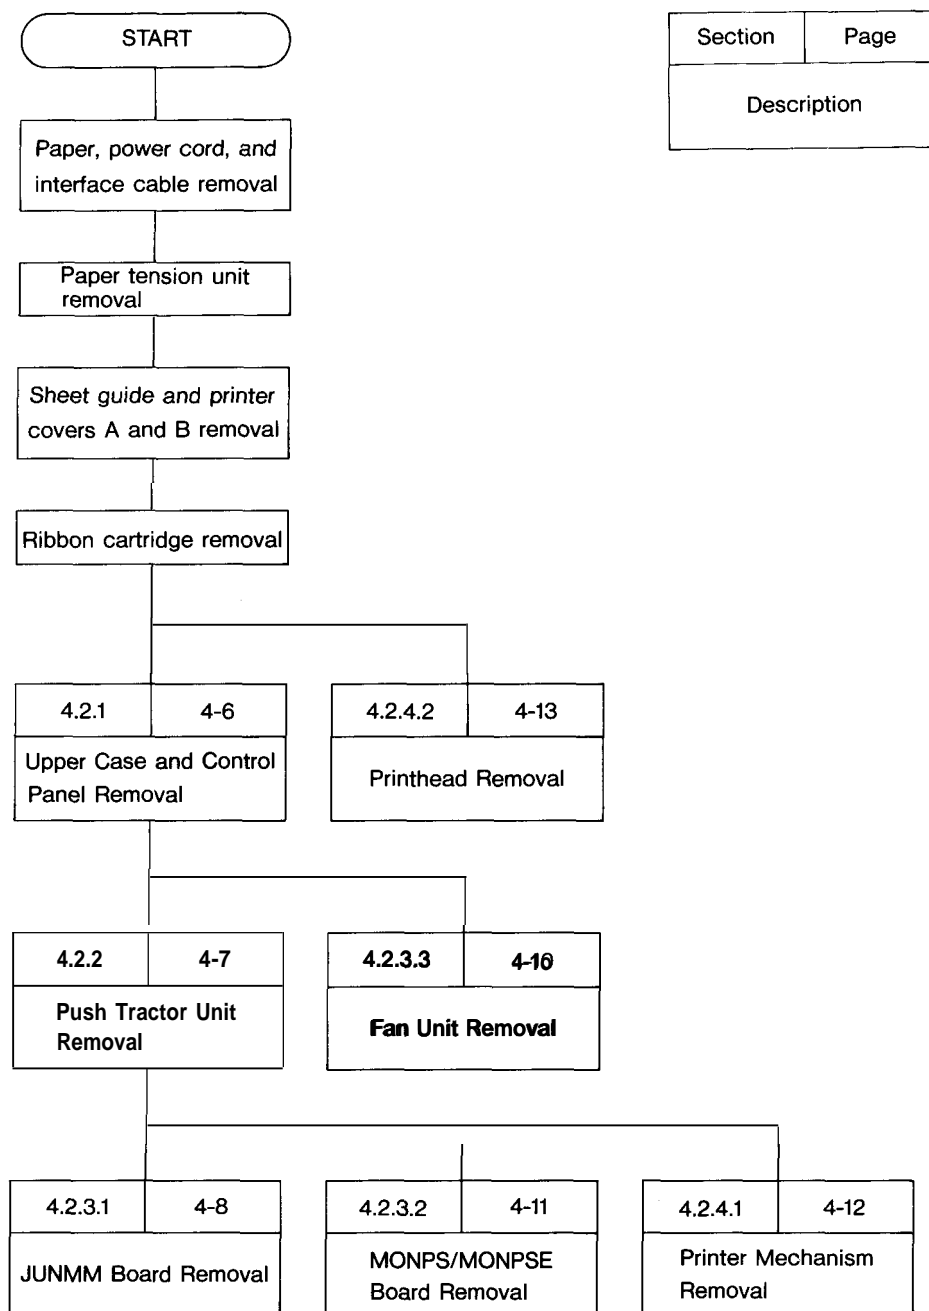 START
Section Page
Description
Paper, power cord, and
interface cable removal
Paper tension unit
removal
Sheet guide and printer
covers A and B removal
Ribbon cartridge removal
4.2.1 4-6
Upper Case and Control
Panel Removal
4.2.4.2 4-13
Printhead Removal
4.2.2 4-7
Push Tractor Unit
Removal
4.2.3.3 4-10
Fan Unit Removal
4.2.3.1 4-8
JUNMM Board Removal
4.2.3.2 4-11
MONPS/MONPSE
Board Removal
4.2.4.1 4-12
Printer Mechanism
Removal